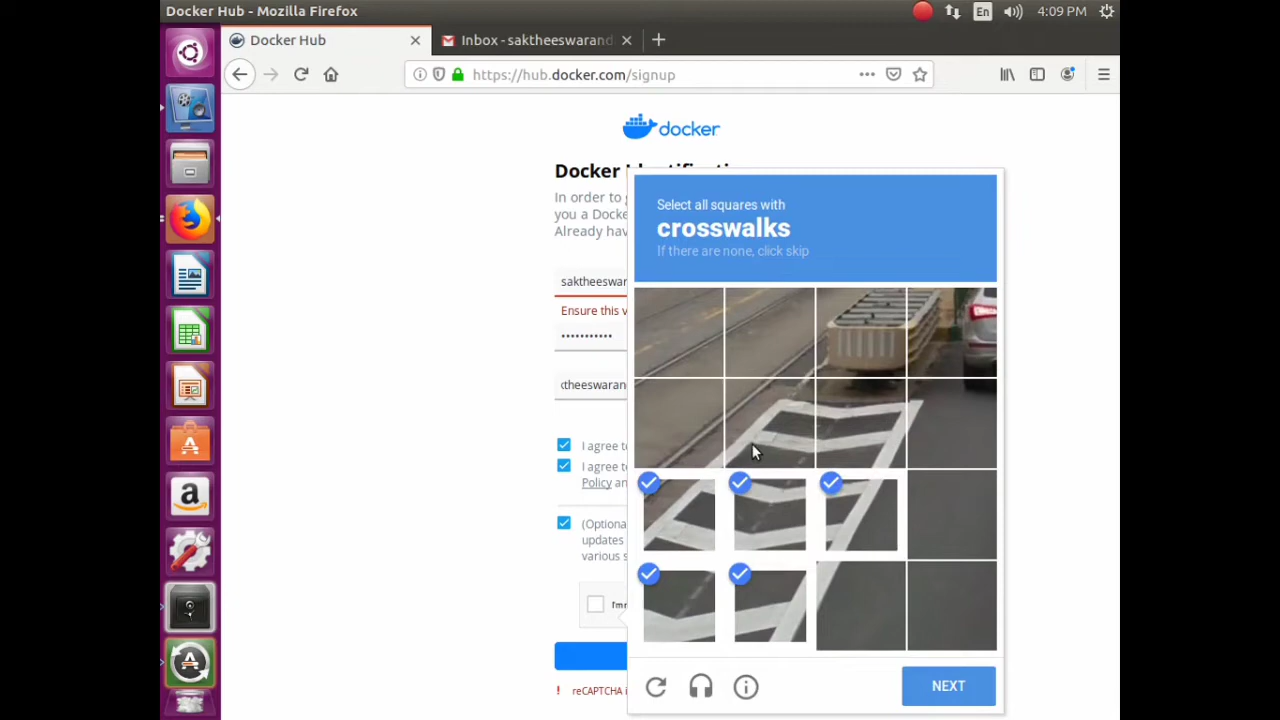 Docker Hub - Mozilla Firefox
En
4:09 PM
Docker Hub
Inbox - saktheeswarand
https://hub.docker.com/signup
docker
Docker
In order to
you a Docke
Already hav
saktheeswar
Ensure this v
•••••••••••
ktheeswaran
I agree t
I agree t
Policy an
(Optiona
updates
various s
I'm
reCAPTCHA i
Select all squares with
crosswalks
If there are none, click skip
NEXT